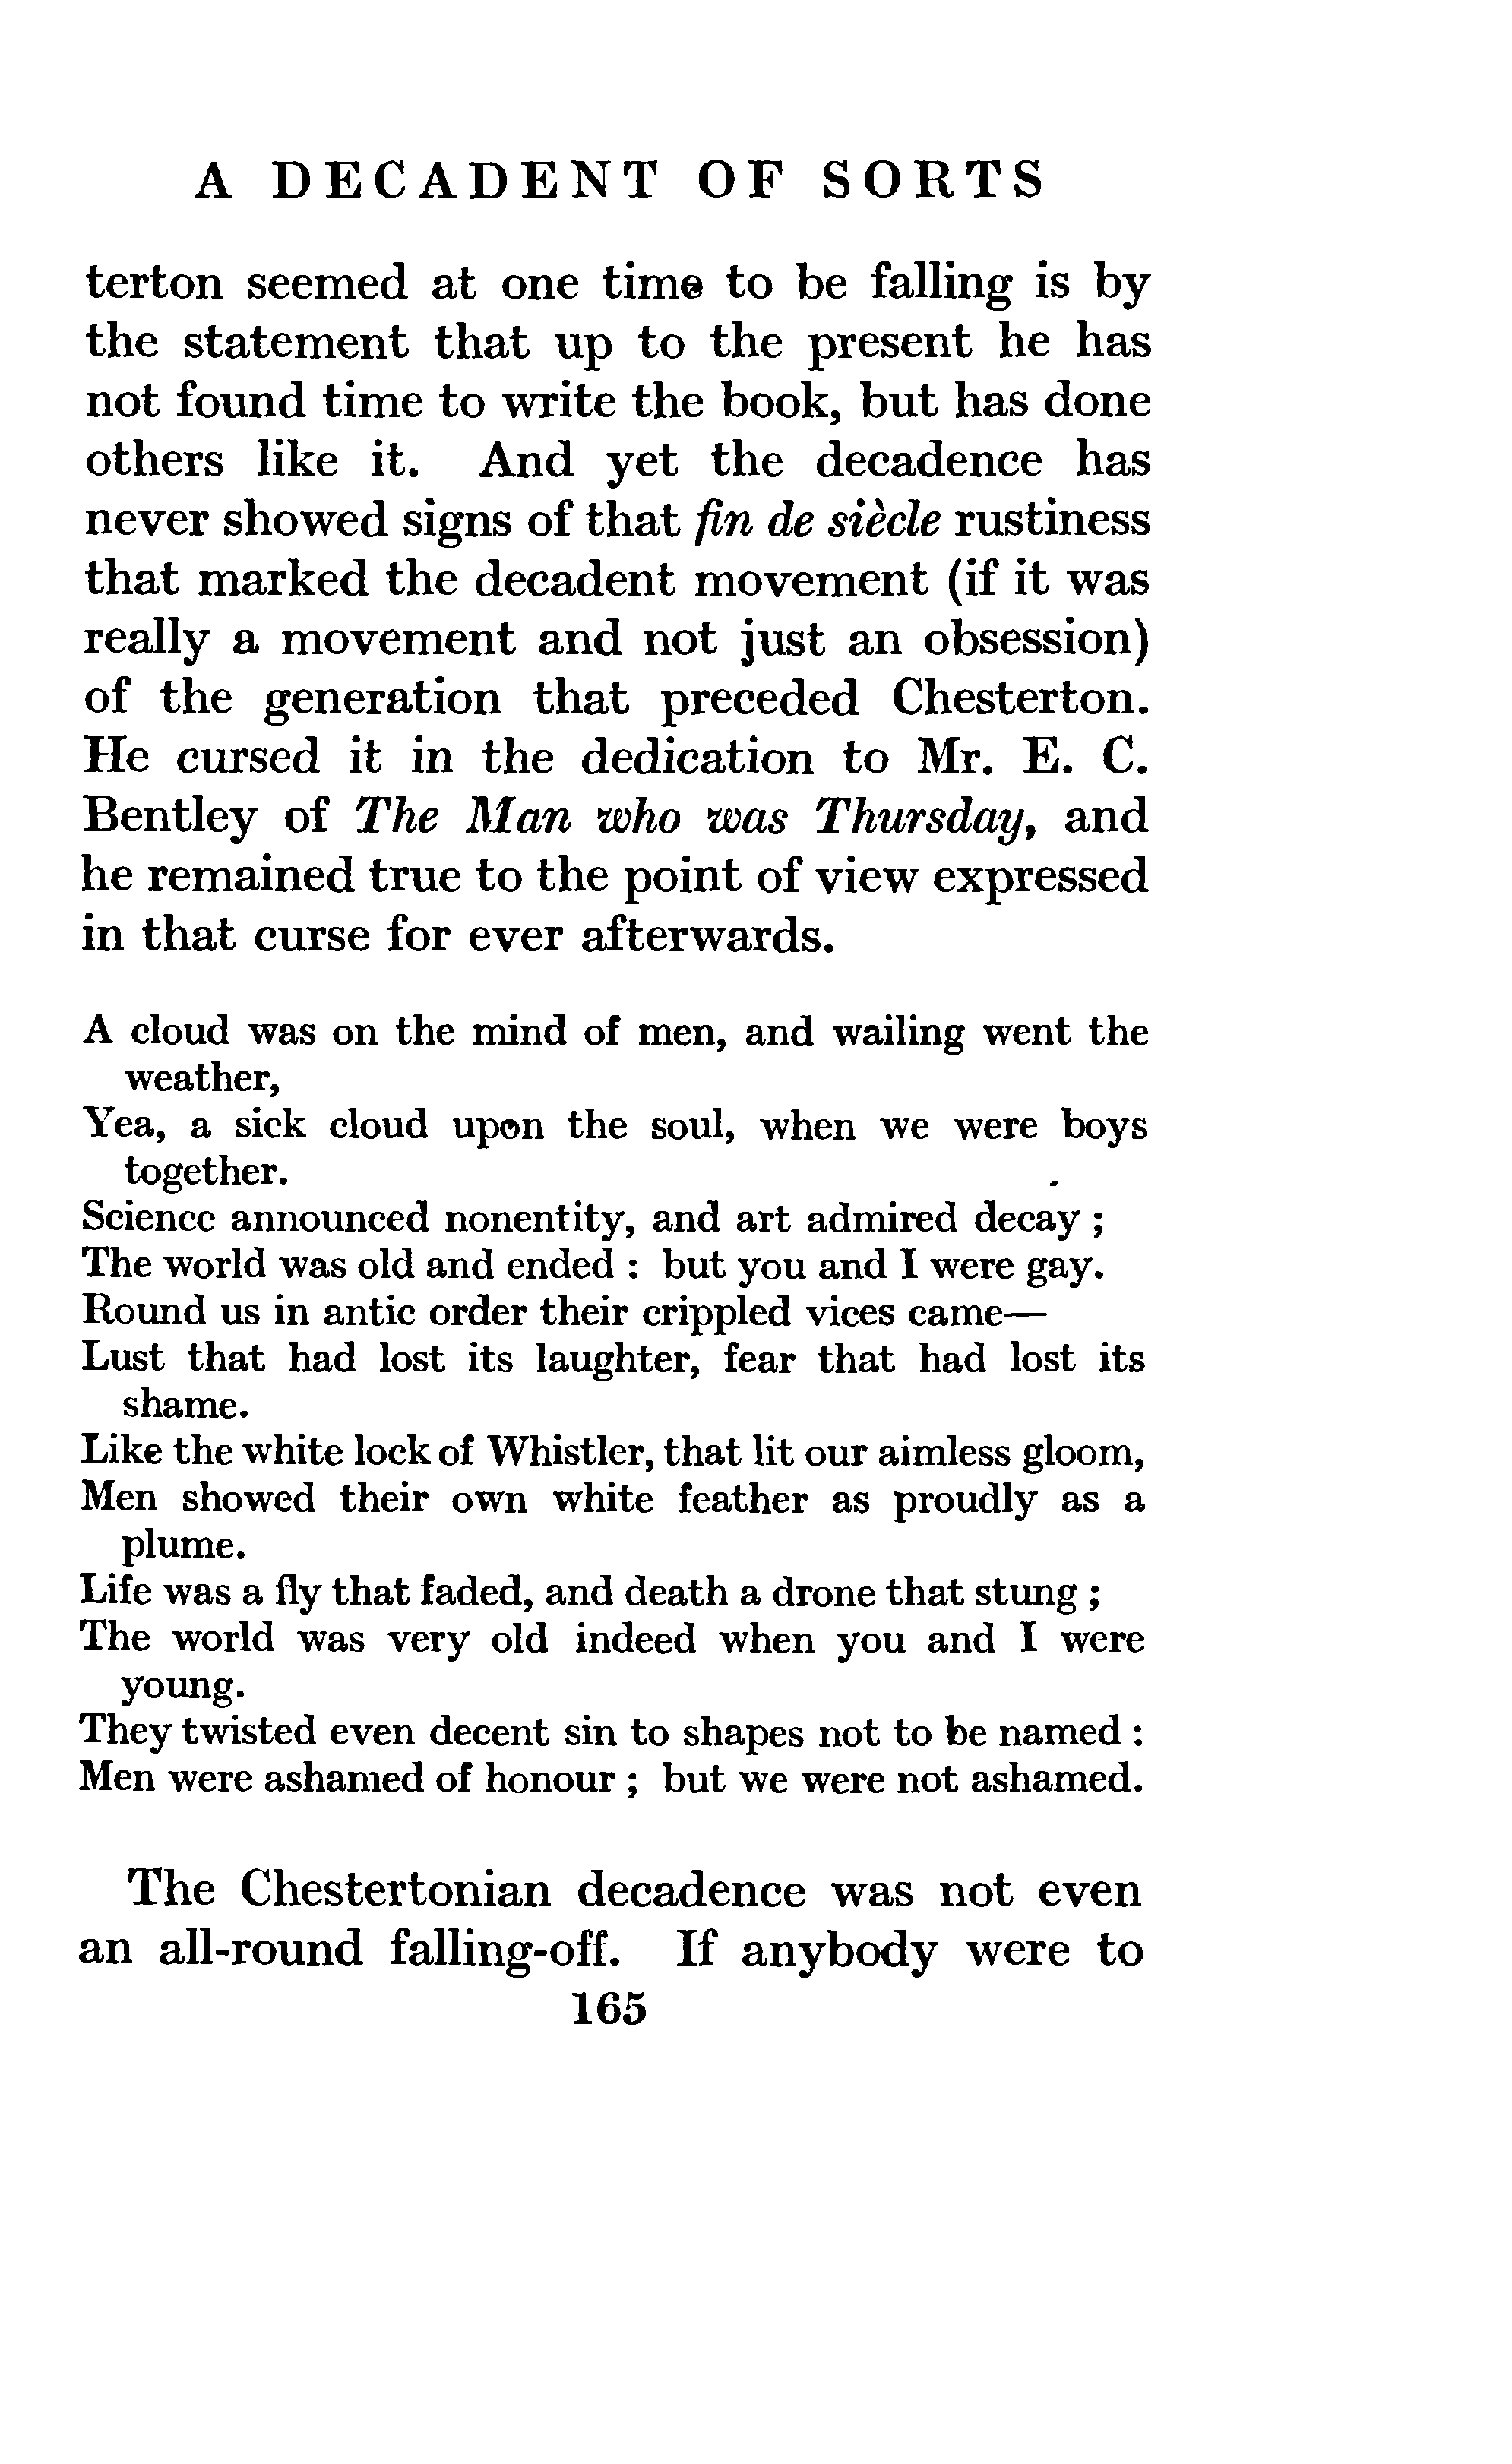 A DECADENT OF SORTS
terton seemed at one time to be falling is by
the statement that up to the present he has
not found time to write the book, but has done
others like it. And yet the decadence has
never showed signs of that fin de siècle rustiness
that marked the decadent movement (if it was
really a movement and not just an obsession)
of the generation that preceded Chesterton.
He cursed it in the dedication to Mr. E. C.
Bentley of The Man who was Thursday, and
he remained true to the point of view expressed
in that curse for ever afterwards.
A cloud was on the mind of men, and wailing went the
weather,
Yea, a sick cloud upon the soul, when we were boys
together.
Science announced nonentity, and art admired decay ;
The world was old and ended : but you and I were gay.
Round us in antic order their crippled vices came—
Lust that had lost its laughter, fear that had lost its
shame.
Like the white lock of Whistler, that lit our aimless gloom,
Men showed their own white feather as proudly as a
plume.
Life was a fly that faded, and death a drone that stung ;
The world was very old indeed when you and I were
young.
They twisted even decent sin to shapes not to be named :
Men were ashamed of honour ; but we were not ashamed.
The Chestertonian decadence was not even
an all-round falling-off. If anybody were to
165